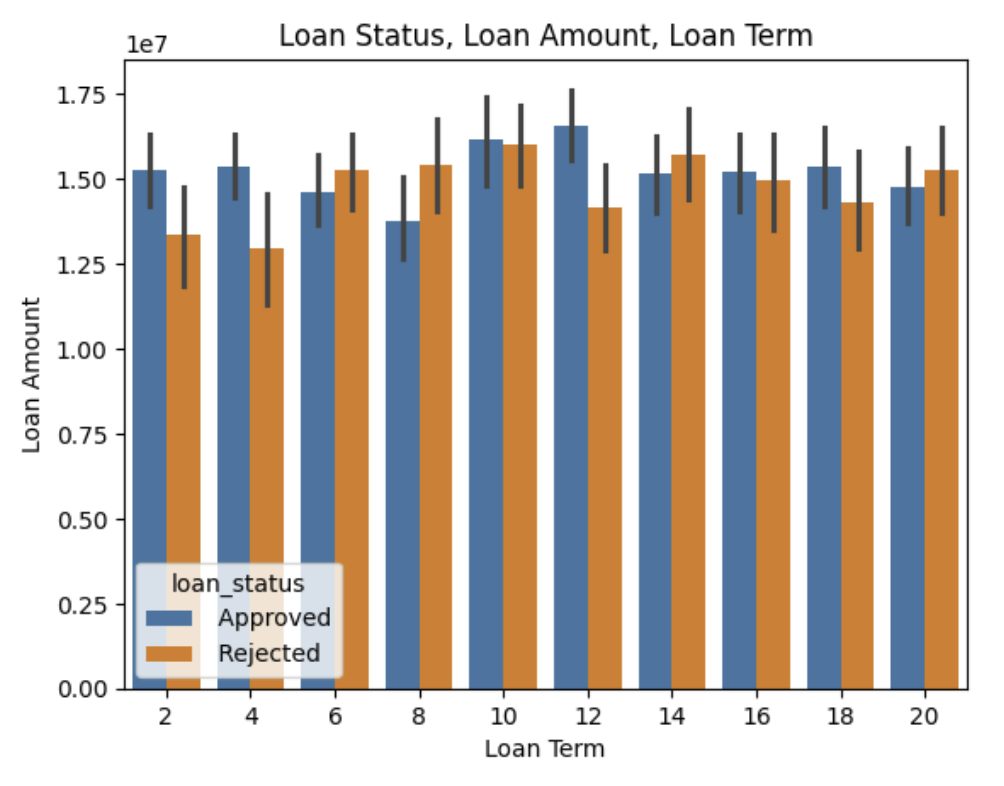 Loan Status, Loan Amount, Loan Term
1e7
1.75
1.50
1.25
1.00
0.75
0.50
0.25
0.00
Loan Amount
loan_status
Approved
Rejected
2 4 6 8 10 12 14 16 18 20
Loan Term